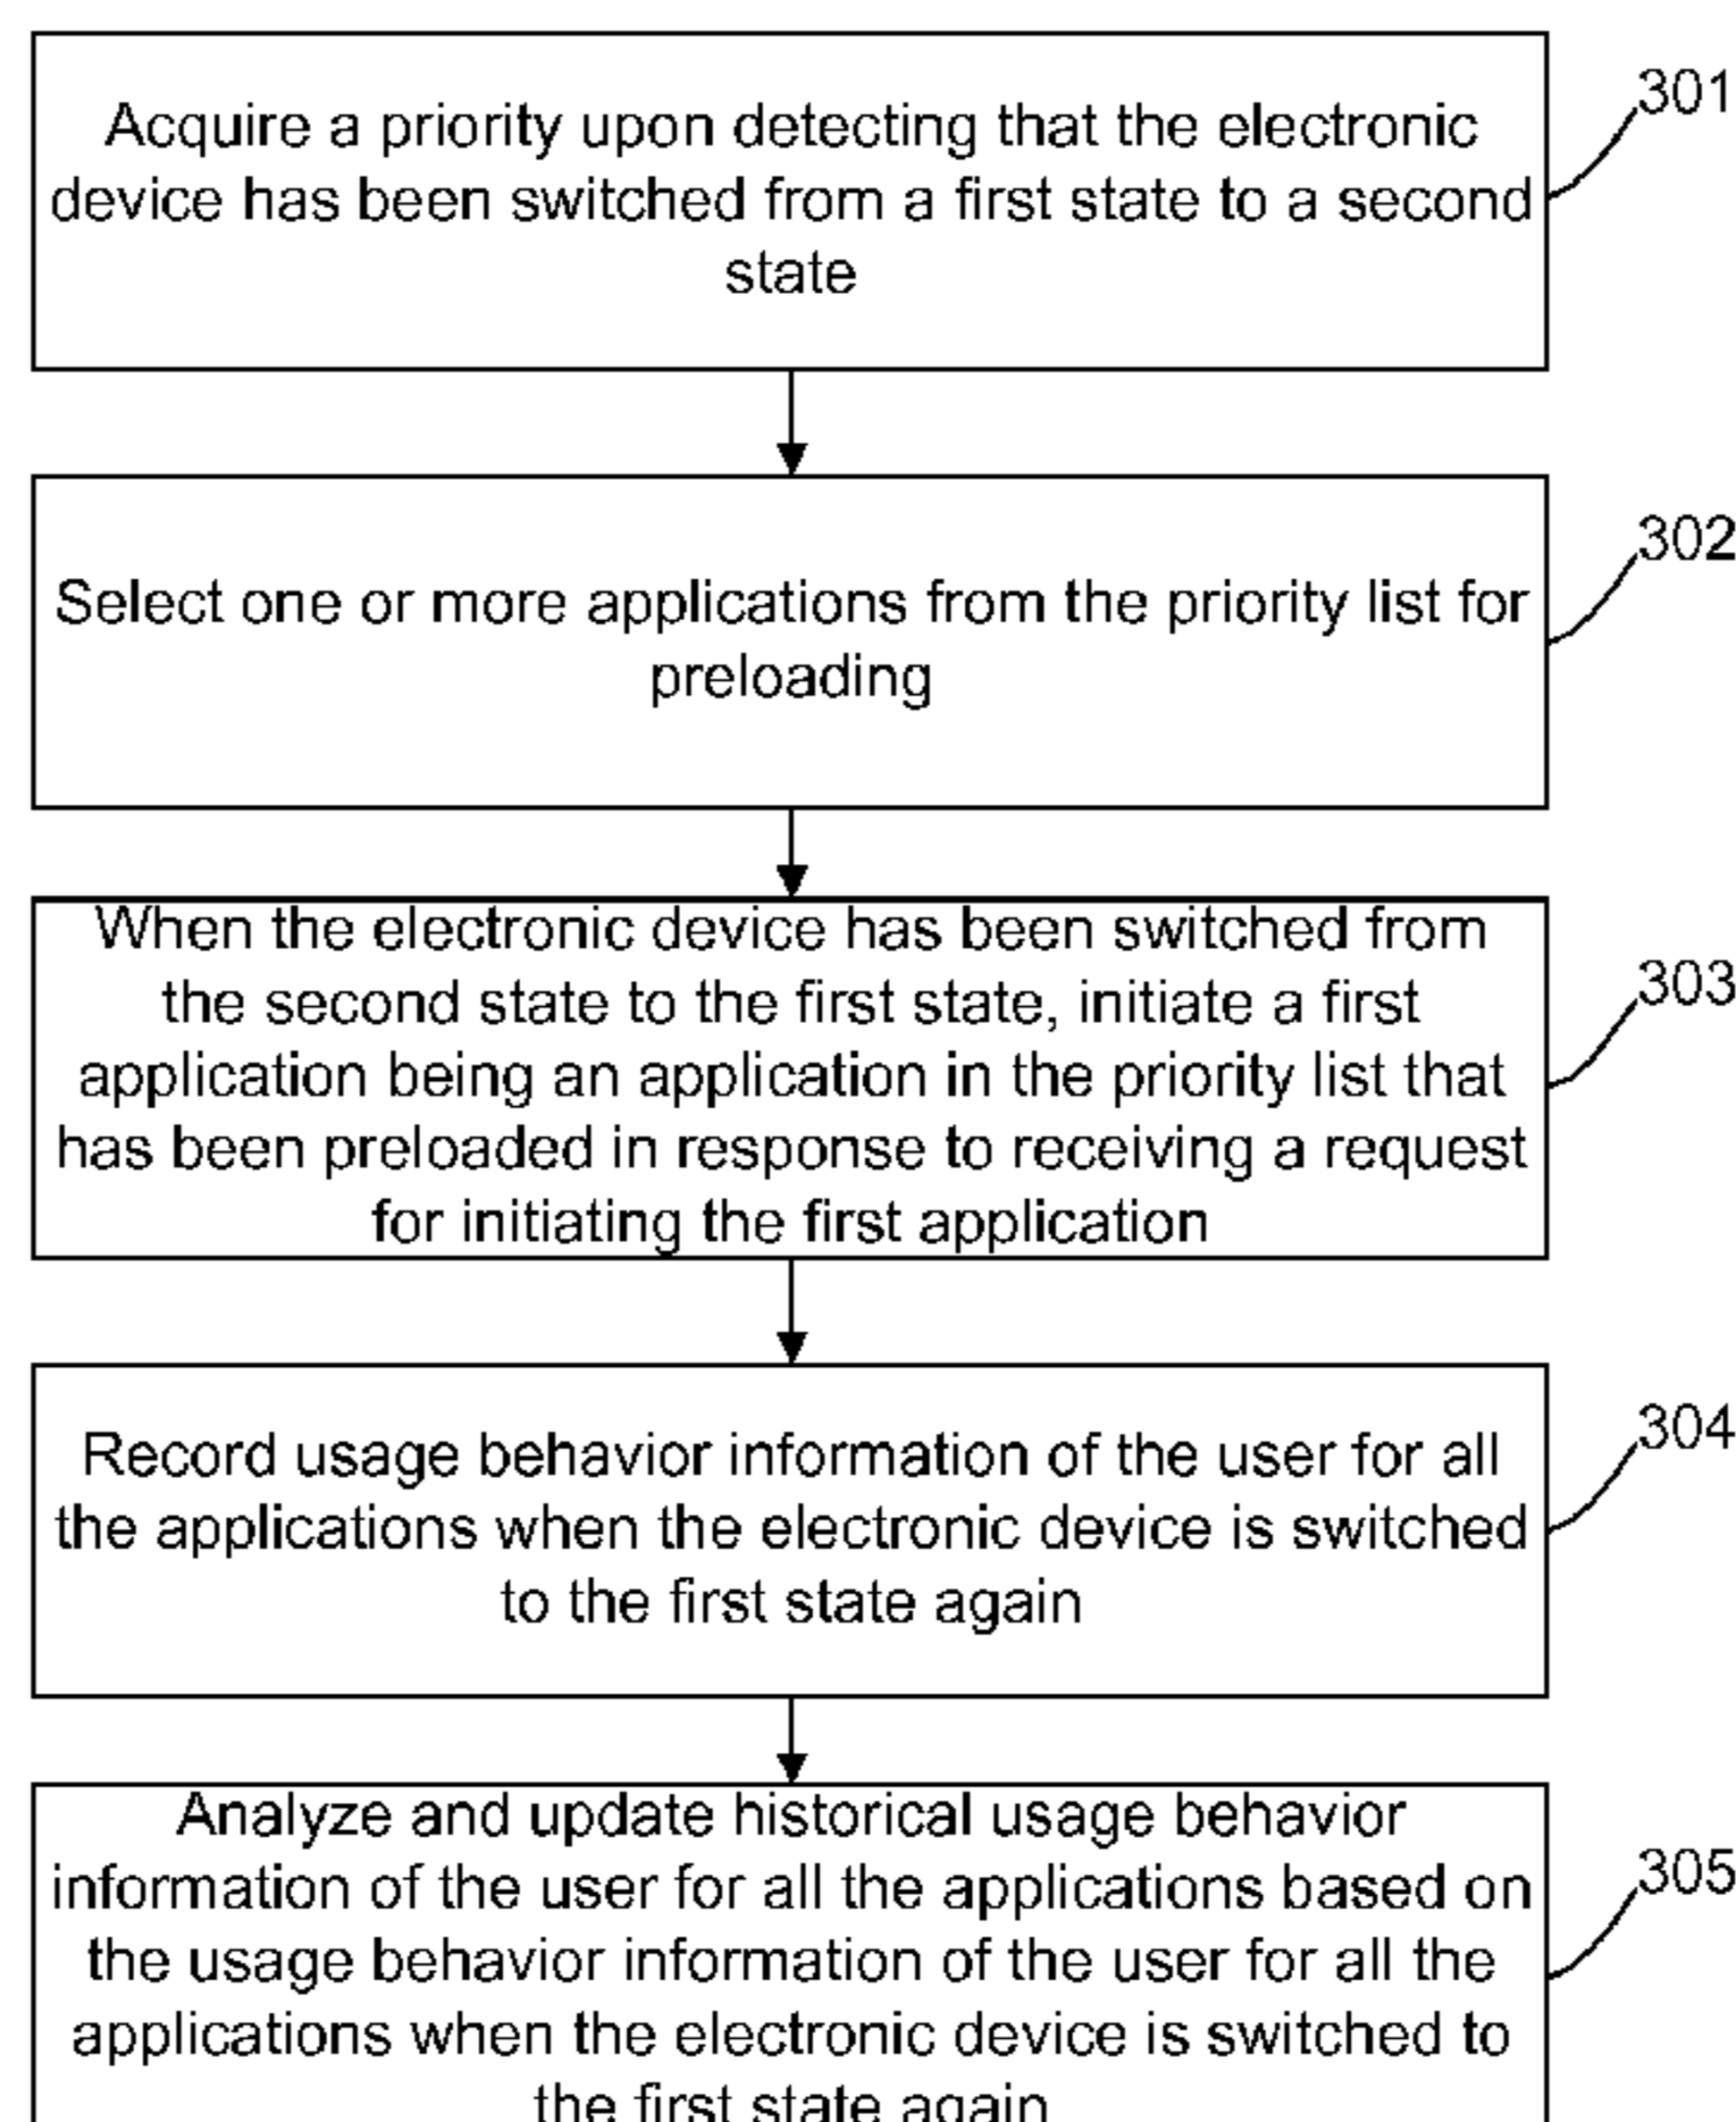 301
Acquire a priority upon detecting that the electronic
device has been switched from a first state to a second
state
302
Select one or more applications from the priority list for
preloading
303
When the electronic device has been switched from
the second state to the first state, initiate a first
application being an application in the priority list that
has been preloaded in response to receiving a request
for initiating the first application
304
Record usage behavior information of the user for all
the applications when the electronic device is switched
to the first state again
305
Analyze and update historical usage behavior
information of the user for all the applications based on
the usage behavior information of the user for all the
applications when the electronic device is switched to
the first state again